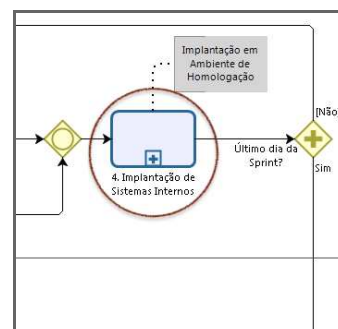 Implantação em
Ambiente de
Homologação
[Não]
4. Implantação de
Sistemas Internos
Último dia da
Sprint?
Sim